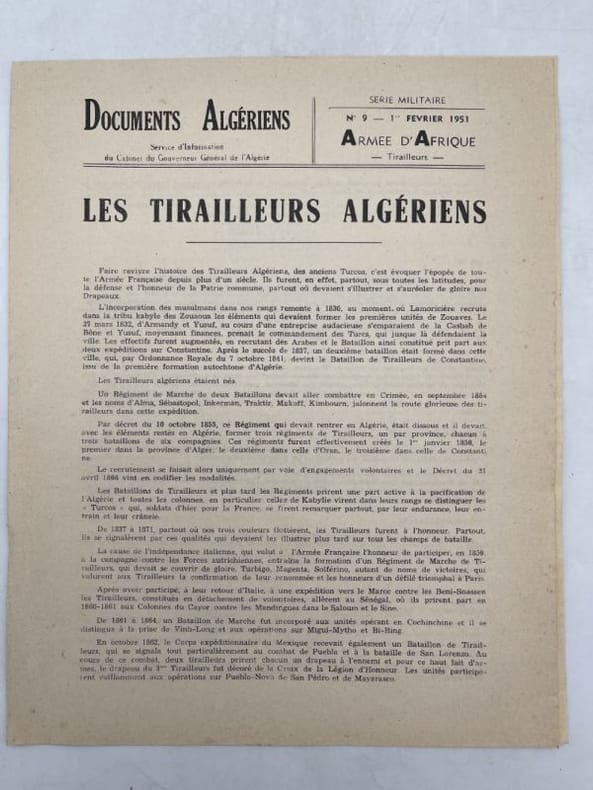 DOCUMENTS ALGÉRIENS
Service d'Information
du Cabinet du Gouverneur Général de l'Algérie
SERIE MILITAIRE
N° 9 — 1er FÉVRIER 1951
ARMEE D'AFRIQUE
— Tirailleurs —
LES TIRAILLEURS ALGÉRIENS
Faire revivre l'histoire des Tirailleurs Algériens, des anciens Turcos, c'est évoquer l'épopée de tou-
te l'Armée Française depuis plus d'un siècle. Ils furent, en effet, partout, sous toutes les latitudes, pour
la défense et l'honneur de la Patrie commune, partout où devaient s'illustrer et s'auréoler de gloire nos
Drapeaux.
L'incorporation des musulmans dans nos rangs remonte à 1830, au moment où Lamoricière recruta
dans la tribu kabyle des Zouaoua les éléments qui devaient former les premières unités de Zouaves. Le
27 mars 1832, d'Armandy et Yusuf, au cours d'une entreprise audacieuse s'emparaient de la Casbah de
Bône et Yusuf, moyennant finances, prenait le commandement des Turcs, qui jusque là défendaient la
ville. Les effectifs furent augmentés, en recrutant des Arabes et le Bataillon ainsi constitué prit part aux
deux expéditions sur Constantine. Après le succès de 1837, un deuxième bataillon était formé dans cette
ville, qui, par Ordonnance Royale du 7 octobre 1841, devint le Bataillon de Tirailleurs de Constantine,
issu de la première formation autochtone d'Algérie.
Les Tirailleurs algériens étaient nés.
Un Régiment de Marche de deux Bataillons devait aller combattre en Crimée, en septembre 1854
et les noms d'Alma, Sébastopol, Inkerman, Traktir, Makoff, Kimbourn, jalonnent la route glorieuse des ti-
railleurs dans cette expédition.
Par décret du 10 octobre 1855, ce Régiment qui devait rentrer en Algérie, était dissous et il devait,
avec les éléments restés en Algérie, former trois régiments de Tirailleurs, un par province, chacun à
trois bataillons de six compagnies. Ces régiments furent effectivement créés le 1er janvier 1856, le
premier dans la province d'Alger, le deuxième dans celle d'Oran, le troisième dans celle de Constanti
ne.
Le recrutement se faisait alors uniquement par voie d'engagements volontaires et le Décret du 21
avril 1866 vint en codifier les modalités.
Les Bataillons de Tirailleurs et plus tard les Régiments prirent une part active à la pacification de
l'Algérie et toutes les colonnes, en particulier celles de Kabylie virent dans leurs rangs se distinguer les
« Turcos » qui, soldats d'hier pour la France, se firent remarquer partout, par leur endurance, leur en-
train et leur crânerie.
De 1837 à 1871, partout où nos trois couleurs flottèrent, les Tirailleurs furent à l'honneur. Partout,
ils se signalèrent par ces qualités qui devaient les illustrer plus tard sur tous les champs de bataille.
La cause de l'indépendance italienne, qui valut à l'Armée Française l'honneur de participer, en 1859,
à la campagne contre les Forces autrichiennes, entraîna la formation d'un Régiment de Marche de Ti-
railleurs, qui devait se couvrir de gloire. Turbigo, Magenta, Solférino, autant de noms de victoires, qui
valurent aux Tirailleurs la confirmation de leur renommée et les honneurs d'un défilé triomphal à Paris.
Après avoir participé, à leur retour d'Italie, à une expédition vers le Maroc contre les Beni-Snassen
les Tirailleurs, constitués en détachement de volontaires, allèrent au Sénégal, où ils prirent part en
1860-1861 aux Colonnes du Cayor contre les Mandingues dans le Saloum et le Sine.
De 1861 à 1864, un Bataillon de Marche fut incorporé aux unités opérant en Cochinchine et il se
distingua à la prise de Vinh-Long et aux opérations sur Migui-Mytho et Bi-Bing.
En octobre 1862, le Corps expéditionnaire du Mexique recevait également un Bataillon de Tirail-
leurs, qui se signala tout particulièrement au combat de Puebla et à la bataille de San Lorenzo. Au
cours de ce combat, deux tirailleurs prirent chacun un drapeau à l'ennemi et pour ce haut fait d'ar-
mes, le drapeau du 3me Tirailleurs fut décoré de la Croix de la Légion d'Honneur. Les unités participè-
rent vaillamment aux opérations sur Pueblo-Nova de San Pédro et de Mayarasco.